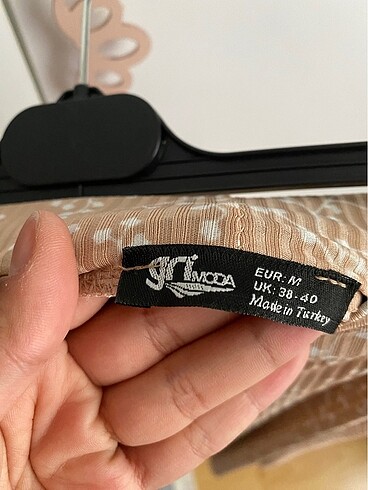 gri MODA
EUR: M
UK: 38-40
Made in Turkey